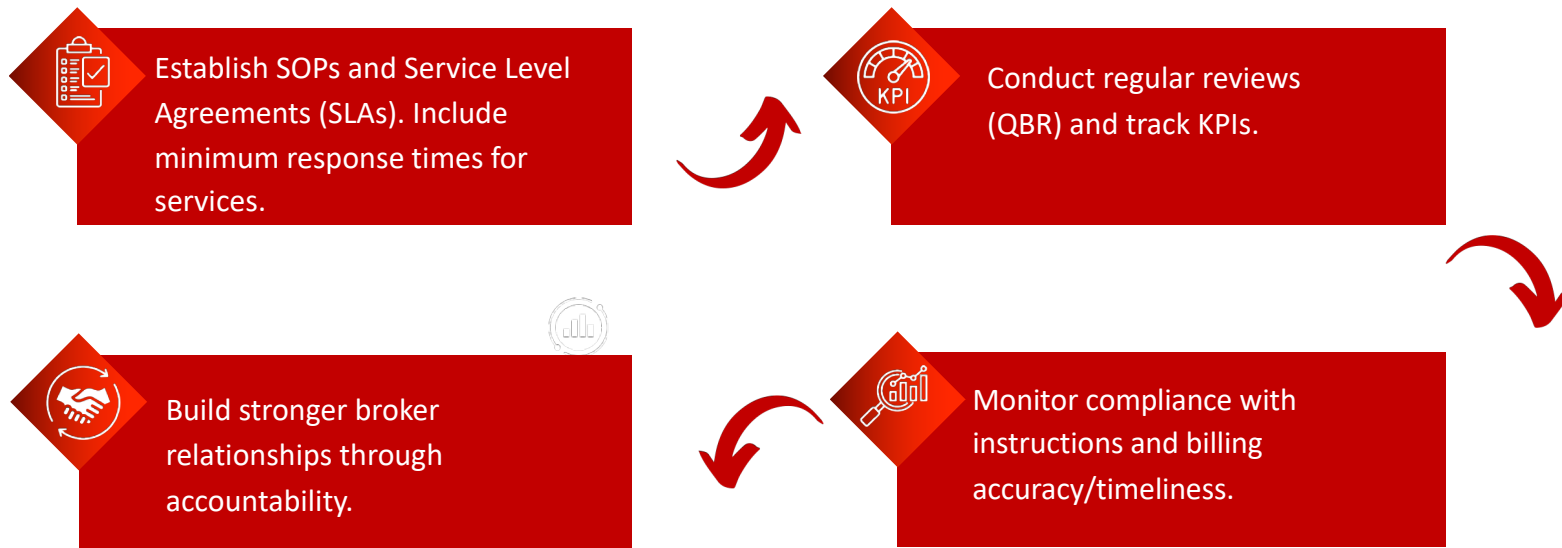 Establish SOPs and Service Level
Agreements (SLAs). Include
minimum response times for
services.
KPI
Conduct regular reviews
(QBR) and track KPIs.
Monitor compliance with
instructions and billing
accuracy/timeliness.
Build stronger broker
relationships through
accountability.